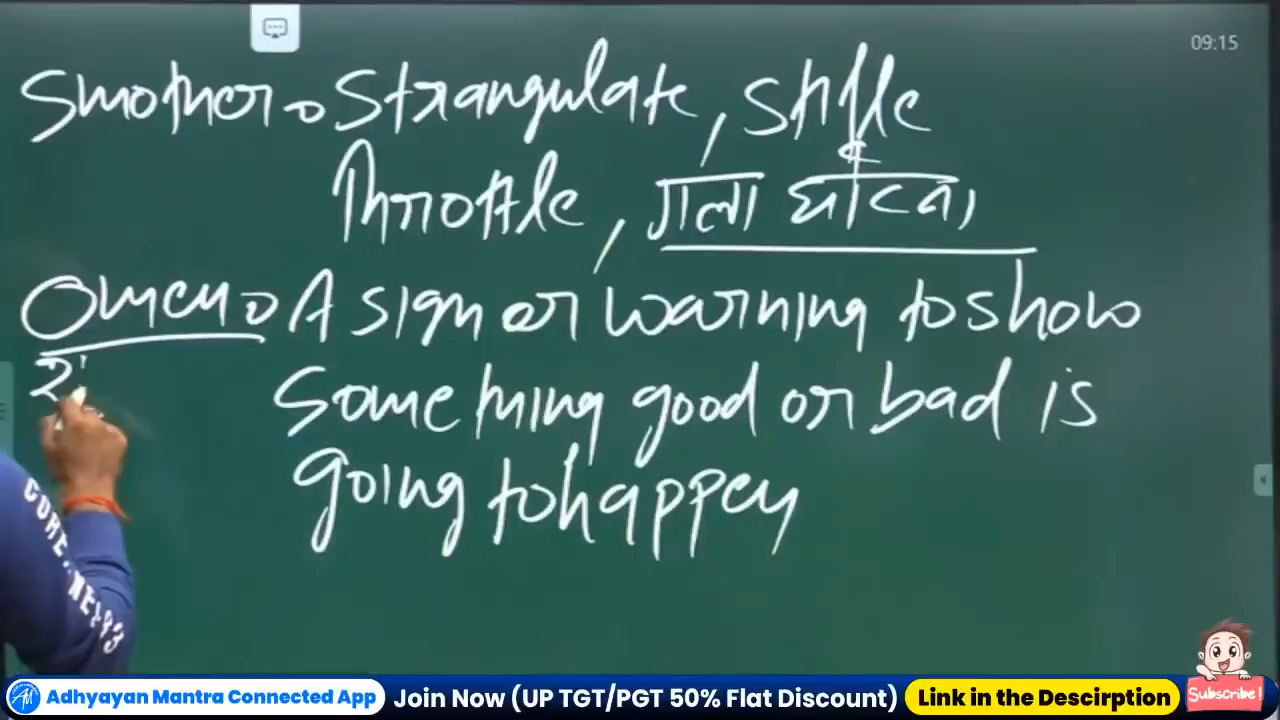 09:15
Smother → Strangulate, Stifle
Throttle, गला घोंटना
Omen → A sign or warning to show
Something good or bad is
going to happen
Adhyayan Mantra Connected App Join Now (UP TGT/PGT 50% Flat Discount) Link in the Descirption
Subscribe!